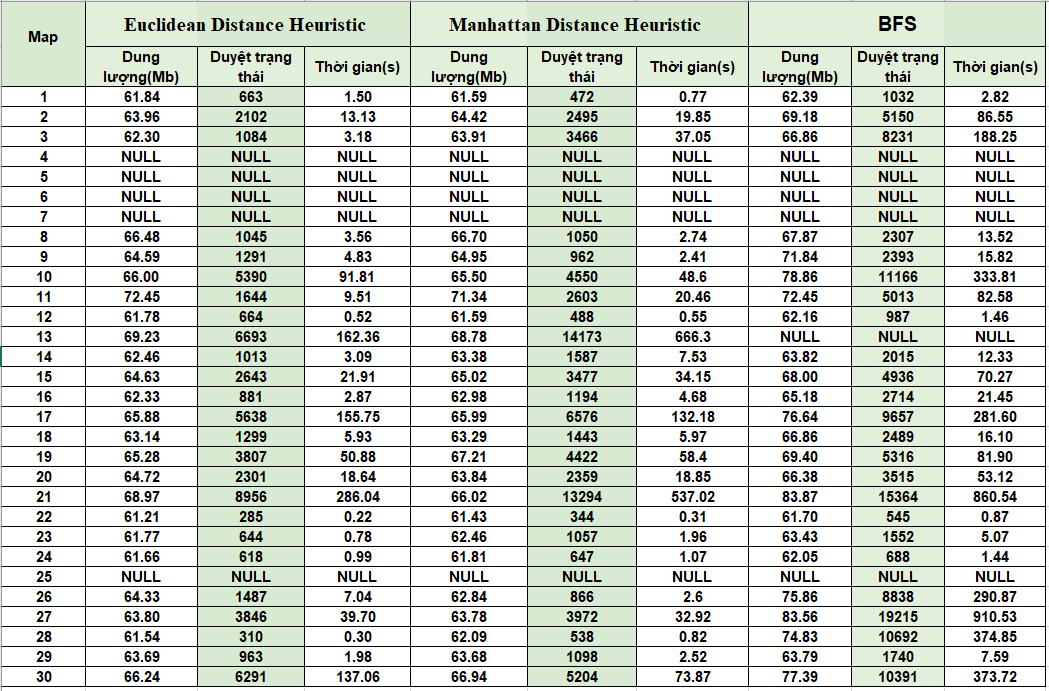 Map Euclidean Distance Heuristic Manhattan Distance Heuristic BFS
Dung lượng(Mb) Duyệt trạng thái Thời gian(s) Dung lượng(Mb) Duyệt trạng thái Thời gian(s) Dung lượng(Mb) Duyệt trạng thái Thời gian(s)
1 61.84 663 1.50 61.59 472 0.77 62.39 1032 2.82
2 63.96 2102 13.13 64.42 2495 19.85 69.18 5150 86.55
3 62.30 1084 3.18 63.91 3466 37.05 66.86 8231 188.25
4 NULL NULL NULL NULL NULL NULL NULL NULL NULL
5 NULL NULL NULL NULL NULL NULL NULL NULL NULL
6 NULL NULL NULL NULL NULL NULL NULL NULL NULL
7 NULL NULL NULL NULL NULL NULL NULL NULL NULL
8 66.48 1045 3.56 66.70 1050 2.74 67.87 2307 13.52
9 64.59 1291 4.83 64.95 962 2.41 71.84 2393 15.82
10 66.00 5390 91.81 65.50 4550 48.6 78.86 11166 333.81
11 72.45 1644 9.51 71.34 2603 20.46 72.45 5013 82.58
12 61.78 664 0.52 61.59 488 0.55 62.16 987 1.46
13 69.23 6693 162.36 68.78 14173 666.3 NULL NULL NULL
14 62.46 1013 3.09 63.38 1587 7.53 63.82 2015 12.33
15 64.63 2643 21.91 65.02 3477 34.15 68.00 4936 70.27
16 62.33 881 2.87 62.98 1194 4.68 65.18 2714 21.45
17 65.88 5638 155.75 65.99 6576 132.18 76.64 9657 281.60
18 63.14 1299 5.93 63.29 1443 5.97 66.86 2489 16.10
19 65.28 3807 50.88 67.21 4422 58.4 69.40 5316 81.90
20 64.72 2301 18.64 63.84 2359 18.85 66.38 3515 53.12
21 68.97 8956 286.04 66.02 13294 537.02 83.87 15364 860.54
22 61.21 285 0.22 61.43 344 0.31 61.70 545 0.87
23 61.77 644 0.78 62.46 1057 1.96 63.43 1552 5.07
24 61.66 618 0.99 61.81 647 1.07 62.05 688 1.44
25 NULL NULL NULL NULL NULL NULL NULL NULL NULL
26 64.33 1487 7.04 62.84 866 2.6 75.86 8838 290.87
27 63.80 3846 39.70 63.78 3972 32.92 83.56 19215 910.53
28 61.54 310 0.30 62.09 538 0.82 74.83 10692 374.85
29 63.69 963 1.98 63.68 1098 2.52 63.79 1740 7.59
30 66.24 6291 137.06 66.94 5204 73.87 77.39 10391 373.72